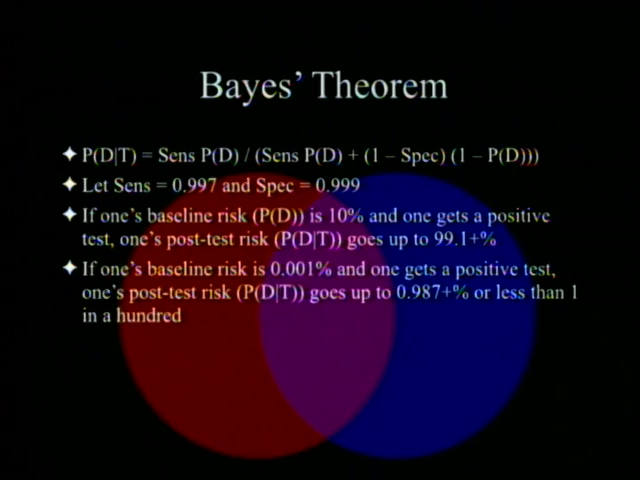 Bayes’ Theorem
P(D|T) = Sens P(D) / (Sens P(D) + (1 – Spec) (1 – P(D)))
Let Sens = 0.997 and Spec = 0.999
If one’s baseline risk (P(D)) is 10% and one gets a positive
test, one’s post-test risk (P(D|T)) goes up to 99.1+%
If one’s baseline risk is 0.001% and one gets a positive test,
one’s post-test risk (P(D|T)) goes up to 0.987+% or less than 1
in a hundred